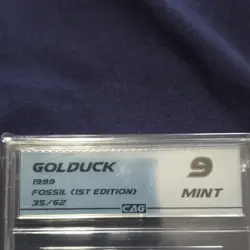 GOLDUCK
1999
FOSSIL (1ST EDITION)
35/62
CAG
9
MINT